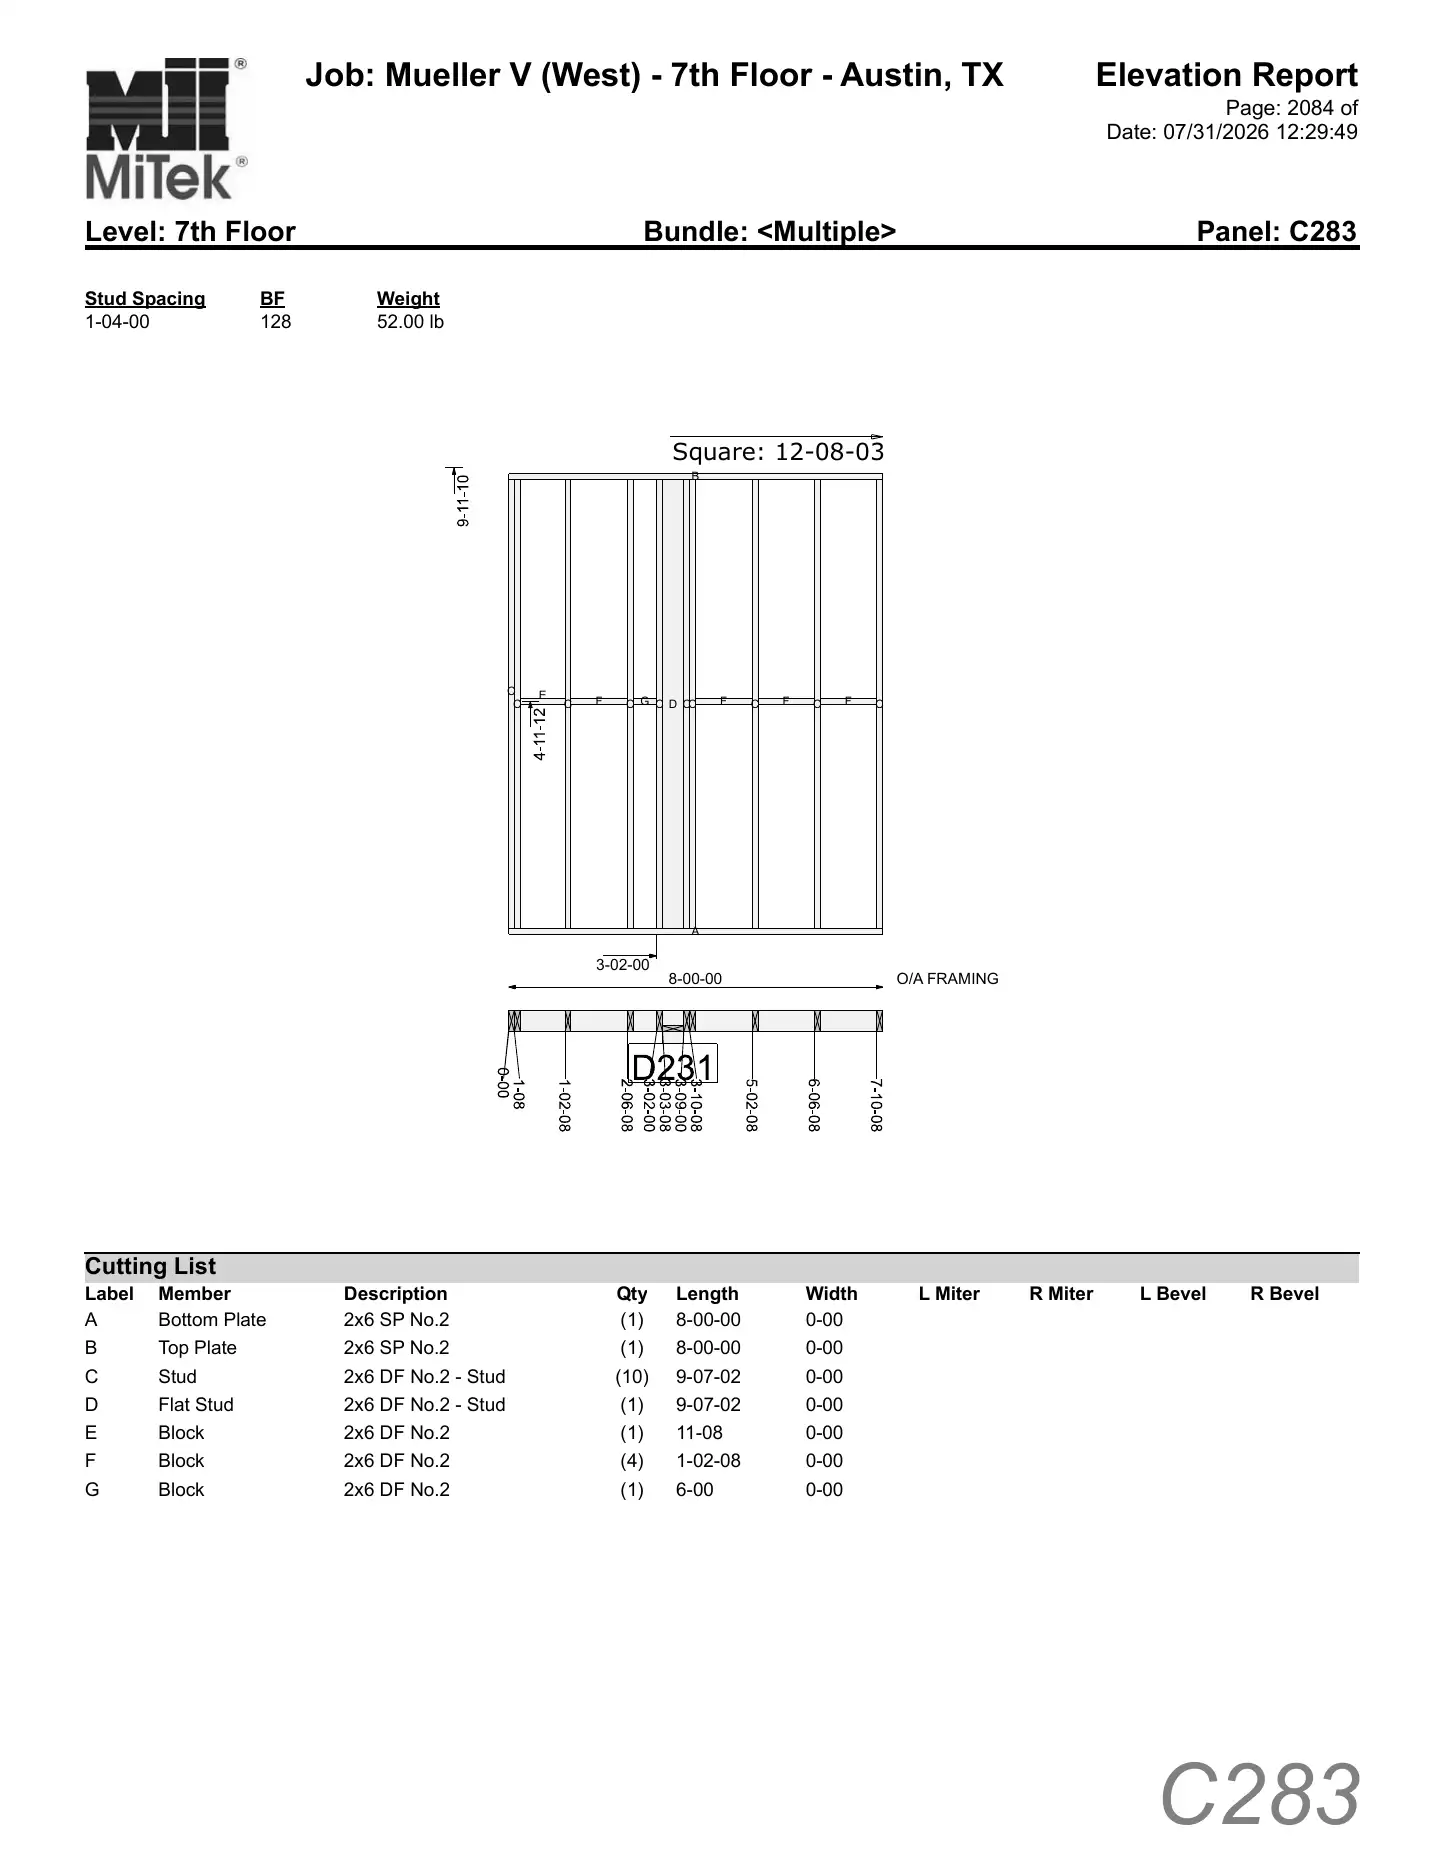 Job: Mueller V (West) - 7th Floor - Austin, TX
Elevation Report
Page: 2084 of
Date: 07/31/2026 12:29:49
MiTek®
Level: 7th Floor
Bundle: <Multiple>
Panel: C283
Stud Spacing BF Weight
1-04-00 128 52.00 lb
Square: 12-08-03
9-11-10
B
C
E
F
G
D
F
F
F
4-11-12
A
3-02-00
8-00-00
O/A FRAMING
D231
0-00
1-08
1-02-08
2-06-08
3-02-00
3-03-08
3-09-00
3-10-08
5-02-08
6-06-08
7-10-08
Cutting List
Label Member Description Qty Length Width L Miter R Miter L Bevel R Bevel
A Bottom Plate 2x6 SP No.2 (1) 8-00-00 0-00
B Top Plate 2x6 SP No.2 (1) 8-00-00 0-00
C Stud 2x6 DF No.2 - Stud (10) 9-07-02 0-00
D Flat Stud 2x6 DF No.2 - Stud (1) 9-07-02 0-00
E Block 2x6 DF No.2 (1) 11-08 0-00
F Block 2x6 DF No.2 (4) 1-02-08 0-00
G Block 2x6 DF No.2 (1) 6-00 0-00
C283